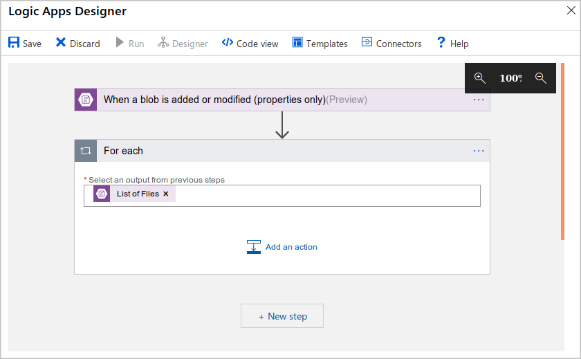 Logic Apps Designer
Save Discard Run Designer Code view Templates Connectors ? Help
100%
When a blob is added or modified (properties only)(Preview)
For each
* Select an output from previous steps
List of Files ×
Add an action
+ New step